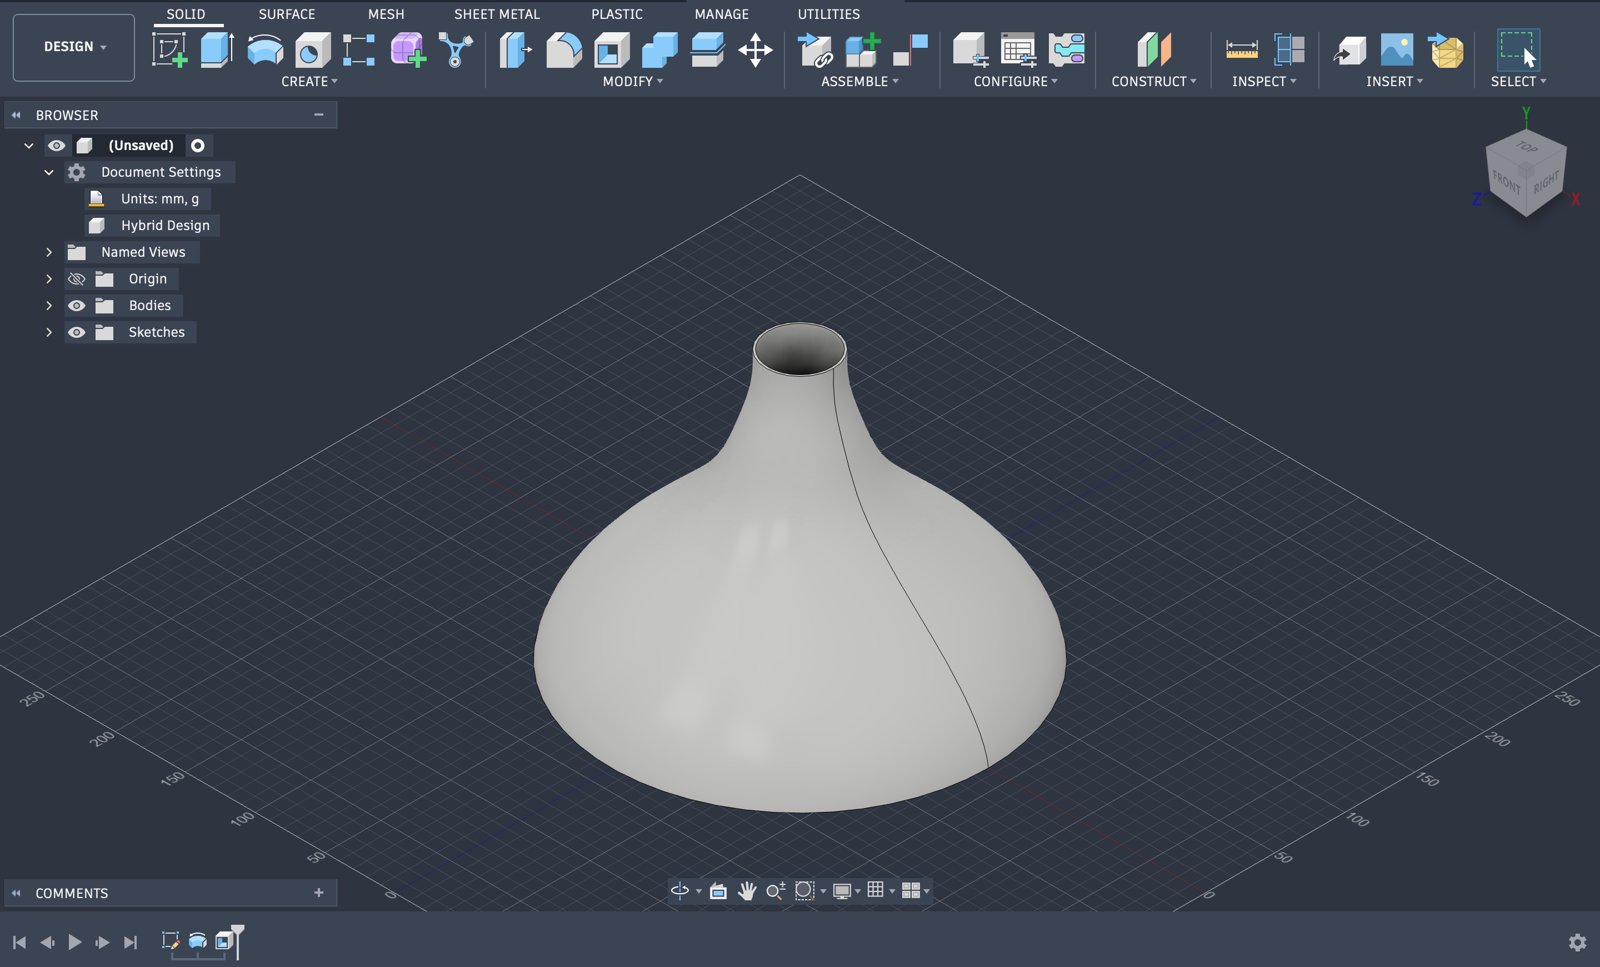 SOLID SURFACE MESH SHEET METAL PLASTIC MANAGE UTILITIES
DESIGN
CREATE MODIFY ASSEMBLE CONFIGURE CONSTRUCT INSPECT INSERT SELECT
BROWSER
(Unsaved)
Document Settings
Units: mm, g
Hybrid Design
Named Views
Origin
Bodies
Sketches
Y
TOP
FRONT
RIGHT
Z
X
250
200
150
100
50
0
250
200
150
100
50
0
COMMENTS